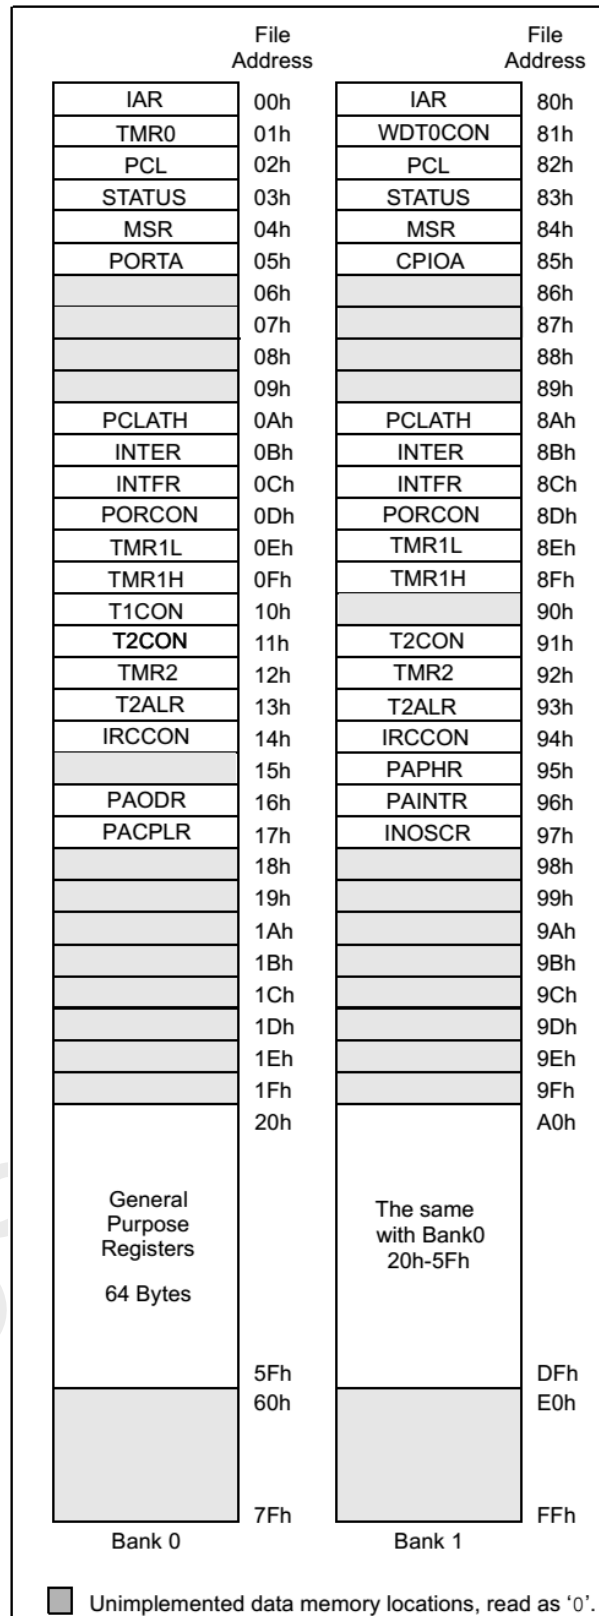 File Address File Address
IAR 00h IAR 80h
TMR0 01h WDT0CON 81h
PCL 02h PCL 82h
STATUS 03h STATUS 83h
MSR 04h MSR 84h
PORTA 05h CPIOA 85h
06h 86h
07h 87h
08h 88h
09h 89h
PCLATH 0Ah PCLATH 8Ah
INTER 0Bh INTER 8Bh
INTFR 0Ch INTFR 8Ch
PORCON 0Dh PORCON 8Dh
TMR1L 0Eh TMR1L 8Eh
TMR1H 0Fh TMR1H 8Fh
T1CON 10h 90h
T2CON 11h T2CON 91h
TMR2 12h TMR2 92h
T2ALR 13h T2ALR 93h
IRCCON 14h IRCCON 94h
15h PAPHR 95h
PAODR 16h PAINTR 96h
PACPLR 17h INOSCR 97h
18h 98h
19h 99h
1Ah 9Ah
1Bh 9Bh
1Ch 9Ch
1Dh 9Dh
1Eh 9Eh
1Fh 9Fh
20h A0h
General
Purpose
Registers
64 Bytes
The same
with Bank0
20h-5Fh
5Fh DFh
60h E0h
7Fh FFh
Bank 0 Bank 1
Unimplemented data memory locations, read as ‘0’.